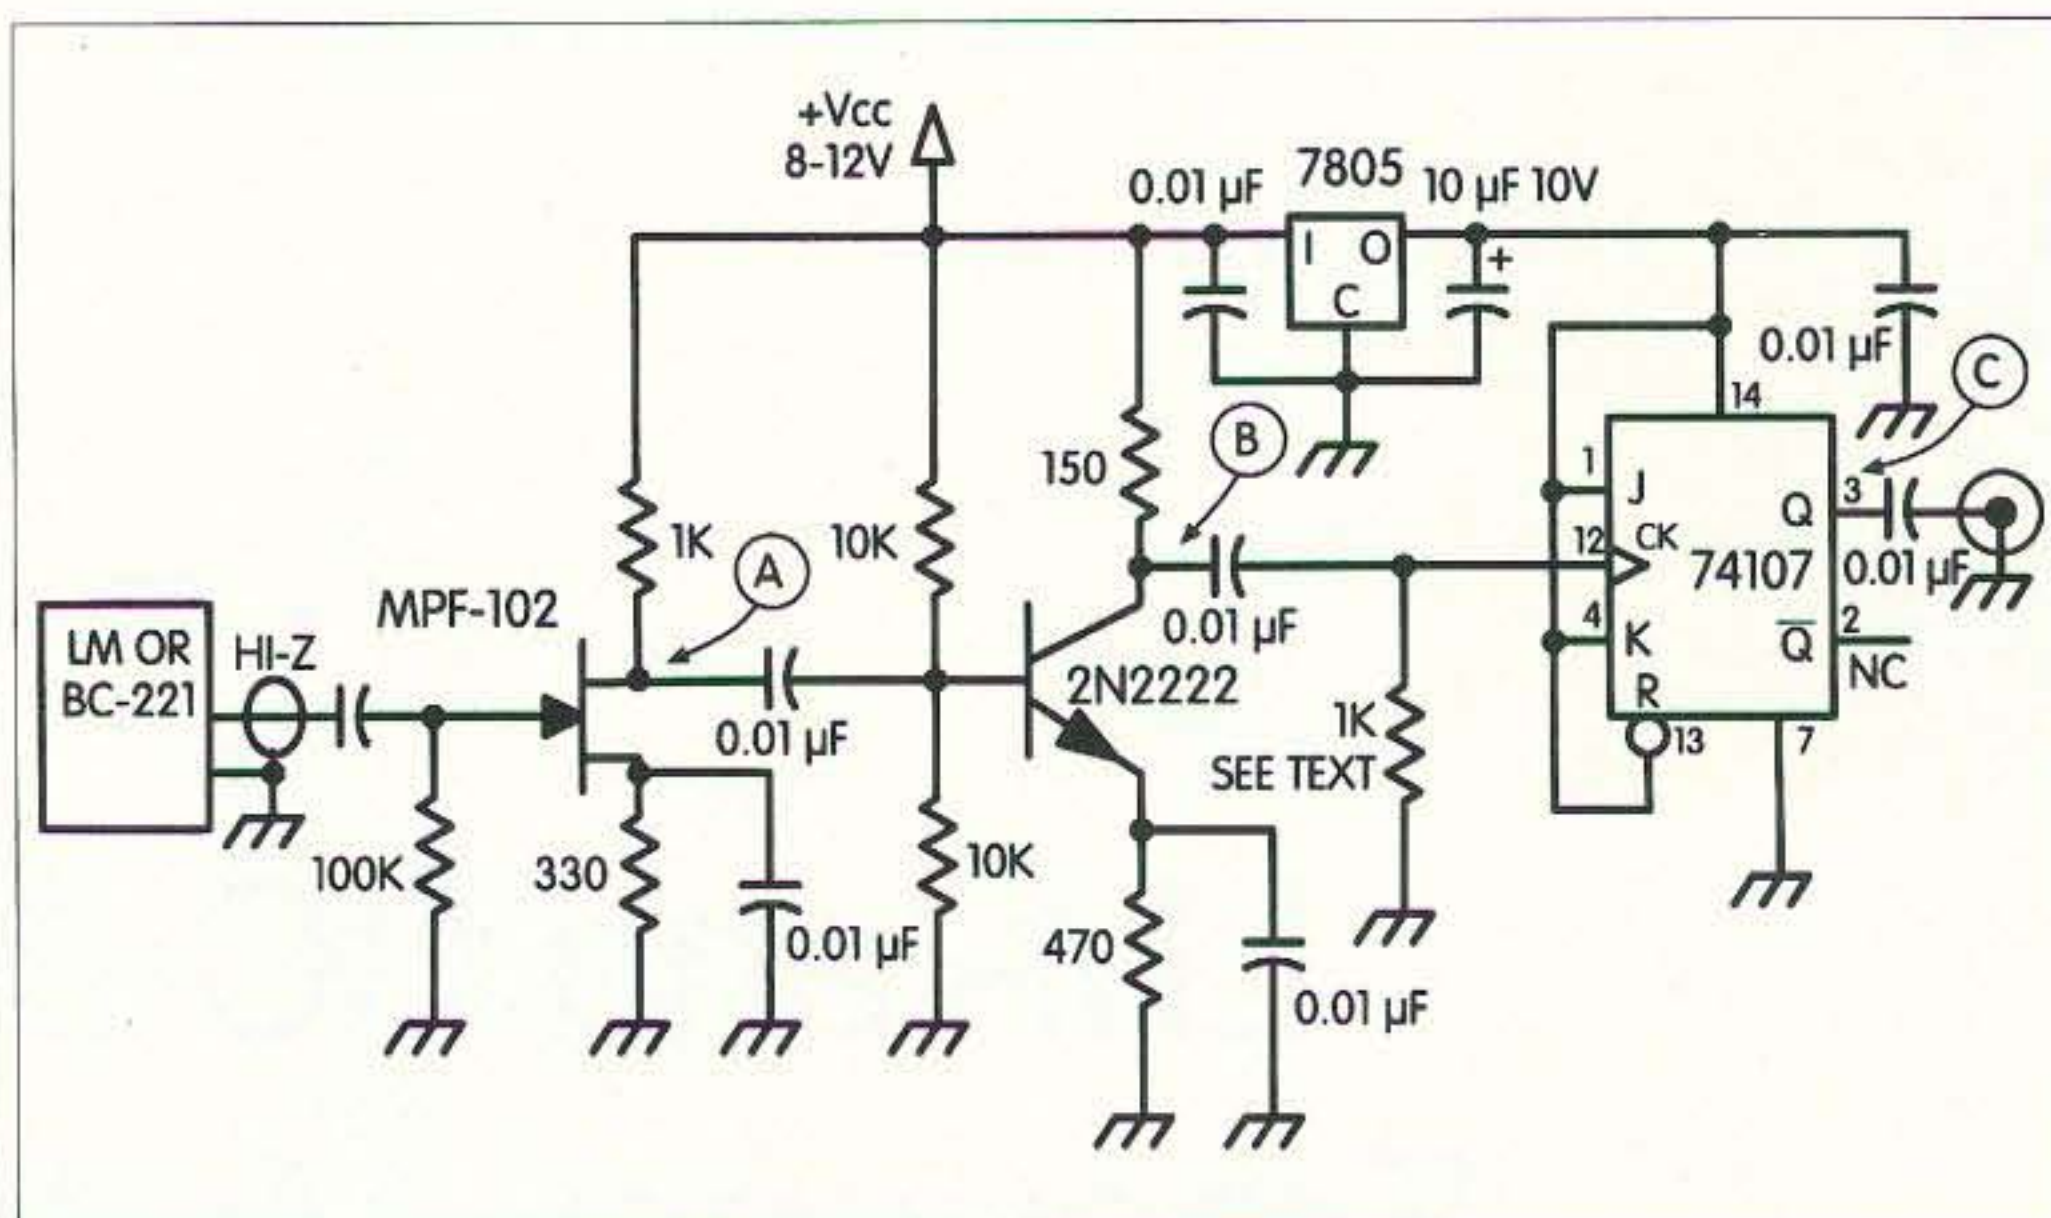 +Vcc
8-12V
0.01 µF
7805
10 µF 10V
I O
C
+
0.01 µF
C
14
150
B
1
J
Q
3
1K
10K
A
12
CK
74107
0.01 µF
MPF-102
0.01 µF
4
K
Q̅
2
NC
LM OR
BC-221
HI-Z
2N2222
R
13
7
0.01 µF
1K
SEE TEXT
100K
330
10K
0.01 µF
470
0.01 µF